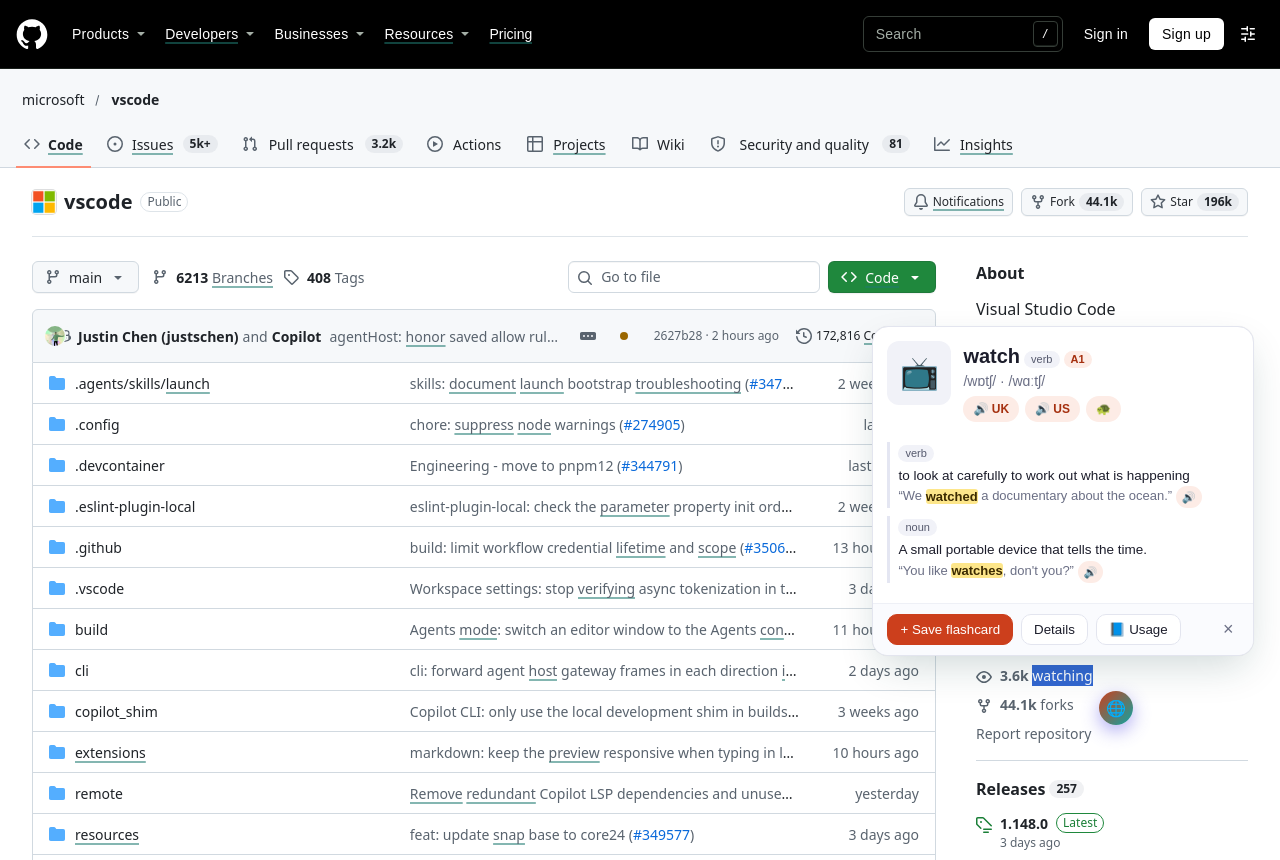 Products Developers Businesses Resources Pricing Search / Sign in Sign up
microsoft / vscode
Code Issues 5k+ Pull requests 3.2k Actions Projects Wiki Security and quality 81 Insights
vscode Public Notifications Fork 44.1k Star 196k
main 6213 Branches 408 Tags Go to file Code
Justin Chen (justschen) and Copilot agentHost: honor saved allow rul... 2627b28 · 2 hours ago 172,816
.agents/skills/launch skills: document launch bootstrap troubleshooting (#347...
.config chore: suppress node warnings (#274905)
.devcontainer Engineering - move to pnpm12 (#344791)
.eslint-plugin-local eslint-plugin-local: check the parameter property init ord...
.github build: limit workflow credential lifetime and scope (#3506...
.vscode Workspace settings: stop verifying async tokenization in t...
build Agents mode: switch an editor window to the Agents con...
cli cli: forward agent host gateway frames in each direction i... 2 days ago
copilot_shim Copilot CLI: only use the local development shim in builds... 3 weeks ago
extensions markdown: keep the preview responsive when typing in l... 10 hours ago
remote Remove redundant Copilot LSP dependencies and unuse... yesterday
resources feat: update snap base to core24 (#349577) 3 days ago
About
Visual Studio Code
watch verb A1
/wɒtʃ/ · /wɑːtʃ/
UK US
verb
to look at carefully to work out what is happening
“We watched a documentary about the ocean.”
noun
A small portable device that tells the time.
“You like watches, don't you?”
+ Save flashcard Details Usage ×
3.6k watching
44.1k forks
Report repository
Releases 257
1.148.0 Latest
3 days ago